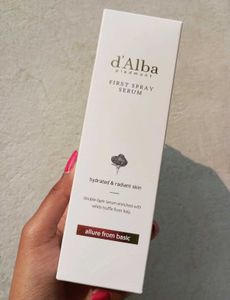 d'Alba
piedmont
FIRST SPRAY
SERUM
hydrated & radiant skin
double-layer serum enriched with
white truffle from Italy
allure from basic